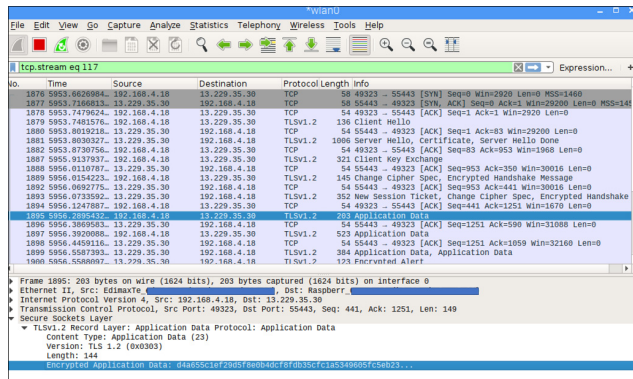 *wlan0
File Edit View Go Capture Analyze Statistics Telephony Wireless Tools Help
tcp.stream eq 117 Expression... +
No. Time Source Destination Protocol Length Info
1876 5953.6626984… 192.168.4.18 13.229.35.30 TCP 58 49323 → 55443 [SYN] Seq=0 Win=2920 Len=0 MSS=1460
1877 5953.7166813… 13.229.35.30 192.168.4.18 TCP 58 55443 → 49323 [SYN, ACK] Seq=0 Ack=1 Win=29200 Len=0 MSS=145
1878 5953.7479624… 192.168.4.18 13.229.35.30 TCP 54 49323 → 55443 [ACK] Seq=1 Ack=1 Win=2920 Len=0
1879 5953.7481576… 192.168.4.18 13.229.35.30 TLSv1.2 136 Client Hello
1880 5953.8019218… 13.229.35.30 192.168.4.18 TCP 54 55443 → 49323 [ACK] Seq=1 Ack=83 Win=29200 Len=0
1881 5953.8030327… 13.229.35.30 192.168.4.18 TLSv1.2 1006 Server Hello, Certificate, Server Hello Done
1882 5953.8730756… 192.168.4.18 13.229.35.30 TCP 54 49323 → 55443 [ACK] Seq=83 Ack=953 Win=1968 Len=0
1887 5955.9137937… 192.168.4.18 13.229.35.30 TLSv1.2 321 Client Key Exchange
1888 5956.0110787… 13.229.35.30 192.168.4.18 TCP 54 55443 → 49323 [ACK] Seq=953 Ack=350 Win=30016 Len=0
1889 5956.0154223… 192.168.4.18 13.229.35.30 TLSv1.2 145 Change Cipher Spec, Encrypted Handshake Message
1892 5956.0692775… 13.229.35.30 192.168.4.18 TCP 54 55443 → 49323 [ACK] Seq=953 Ack=441 Win=30016 Len=0
1893 5956.0733592… 13.229.35.30 192.168.4.18 TLSv1.2 352 New Session Ticket, Change Cipher Spec, Encrypted Handshake
1894 5956.1247887… 192.168.4.18 13.229.35.30 TCP 54 49323 → 55443 [ACK] Seq=441 Ack=1251 Win=1670 Len=0
1895 5956.2895432… 192.168.4.18 13.229.35.30 TLSv1.2 203 Application Data
1896 5956.3869583… 13.229.35.30 192.168.4.18 TCP 54 55443 → 49323 [ACK] Seq=1251 Ack=590 Win=31088 Len=0
1897 5956.3920088… 192.168.4.18 13.229.35.30 TLSv1.2 523 Application Data
1898 5956.4459116… 13.229.35.30 192.168.4.18 TCP 54 55443 → 49323 [ACK] Seq=1251 Ack=1059 Win=32160 Len=0
1899 5956.5587393… 13.229.35.30 192.168.4.18 TLSv1.2 384 Application Data, Application Data
1900 5956.5588097… 13.229.35.30 192.168.4.18 TLSv1.2 123 Encrypted Alert
Frame 1895: 203 bytes on wire (1624 bits), 203 bytes captured (1624 bits) on interface 0
Ethernet II, Src: EdimaxTe_ , Dst: Raspberr_
Internet Protocol Version 4, Src: 192.168.4.18, Dst: 13.229.35.30
Transmission Control Protocol, Src Port: 49323, Dst Port: 55443, Seq: 441, Ack: 1251, Len: 149
Secure Sockets Layer
TLSv1.2 Record Layer: Application Data Protocol: Application Data
Content Type: Application Data (23)
Version: TLS 1.2 (0x0303)
Length: 144
Encrypted Application Data: d4a655c1ef29d5f8e0b4dcf8fdb35cfc1a5349605fc5eb23...